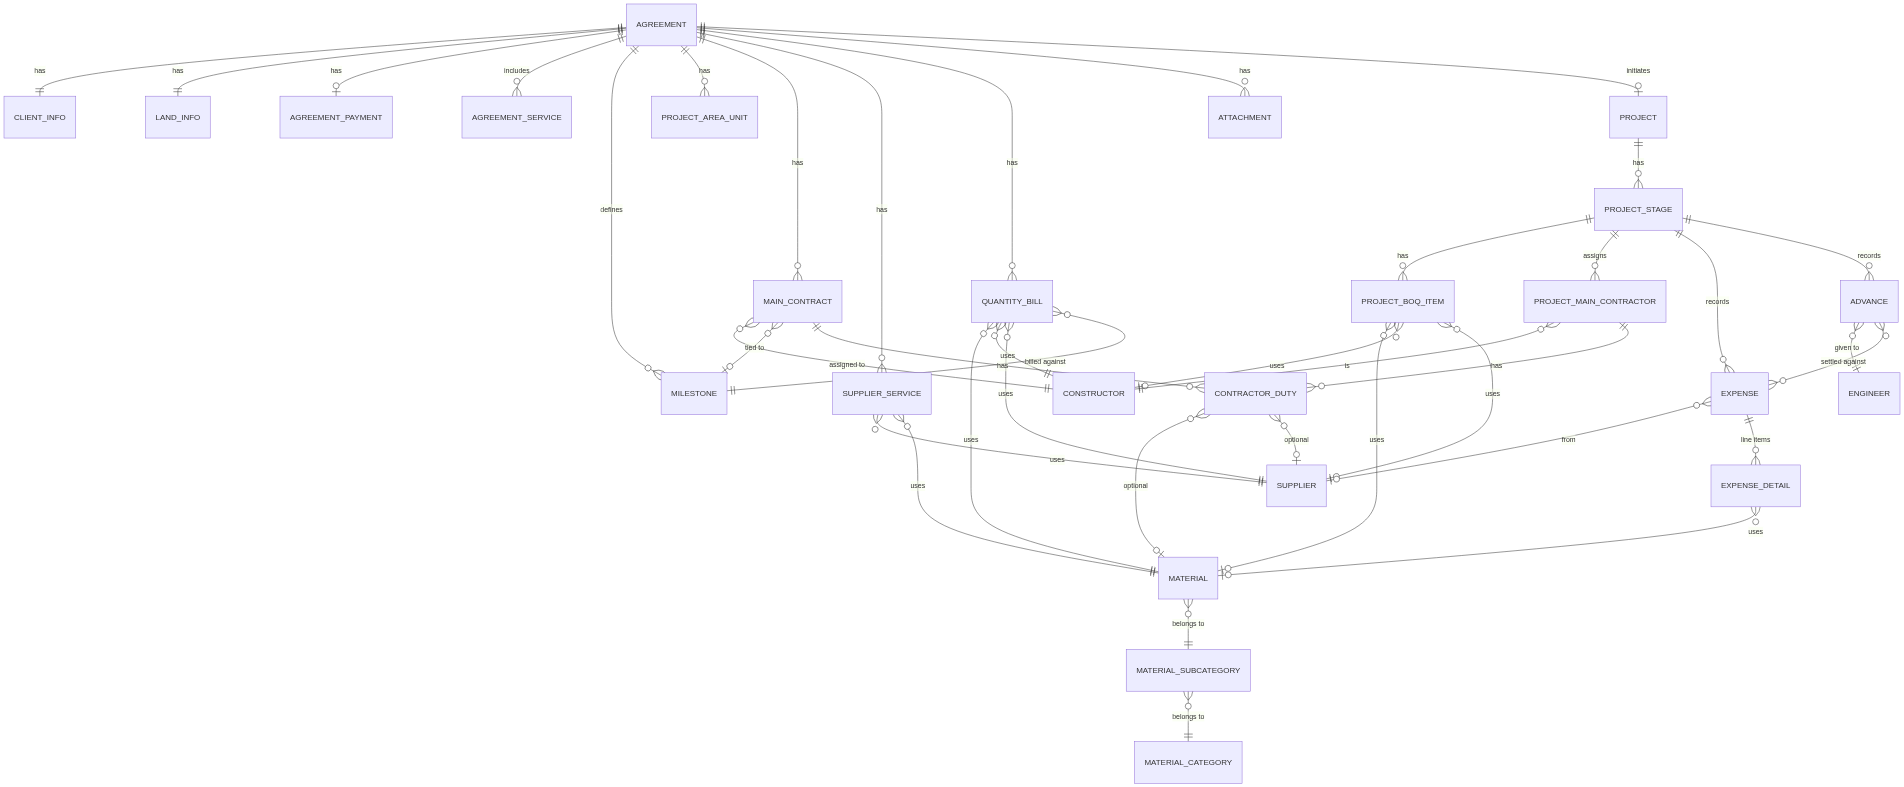 AGREEMENT
has
has
has
includes
has
has
initiates
CLIENT_INFO
LAND_INFO
AGREEMENT_PAYMENT
AGREEMENT_SERVICE
PROJECT_AREA_UNIT
ATTACHMENT
PROJECT
has
has
has
defines
has
PROJECT_STAGE
has
assigns
records
MAIN_CONTRACT
QUANTITY_BILL
PROJECT_BOQ_ITEM
PROJECT_MAIN_CONTRACTOR
ADVANCE
records
tied to
given to
uses
billed against
settled against
assigned to
has
uses
is
has
MILESTONE
SUPPLIER_SERVICE
CONSTRUCTOR
CONTRACTOR_DUTY
EXPENSE
ENGINEER
uses
uses
uses
uses
optional
from
line items
uses
uses
optional
SUPPLIER
EXPENSE_DETAIL
uses
MATERIAL
belongs to
MATERIAL_SUBCATEGORY
belongs to
MATERIAL_CATEGORY